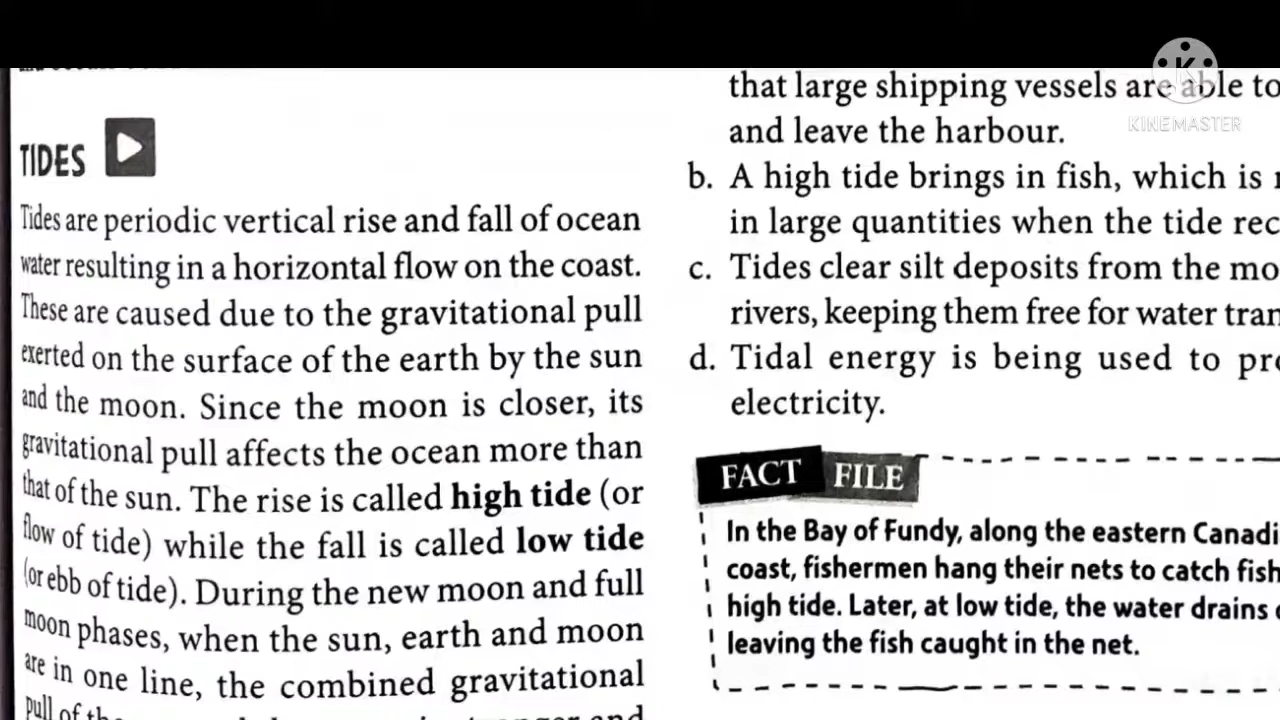 TIDES
Tides are periodic vertical rise and fall of ocean
water resulting in a horizontal flow on the coast.
These are caused due to the gravitational pull
exerted on the surface of the earth by the sun
and the moon. Since the moon is closer, its
gravitational pull affects the ocean more than
that of the sun. The rise is called high tide (or
flow of tide) while the fall is called low tide
(or ebb of tide). During the new moon and full
moon phases, when the sun, earth and moon
are in one line, the combined gravitational
pull of
that large shipping vessels are able to
and leave the harbour.
b. A high tide brings in fish, which is
in large quantities when the tide
c. Tides clear silt deposits from the
rivers, keeping them free for water
d. Tidal energy is being used to
electricity.
FACT FILE
In the Bay of Fundy, along the eastern
coast, fishermen hang their nets to catch fish
high tide. Later, at low tide, the water drains
leaving the fish caught in the net.
KINEMASTER